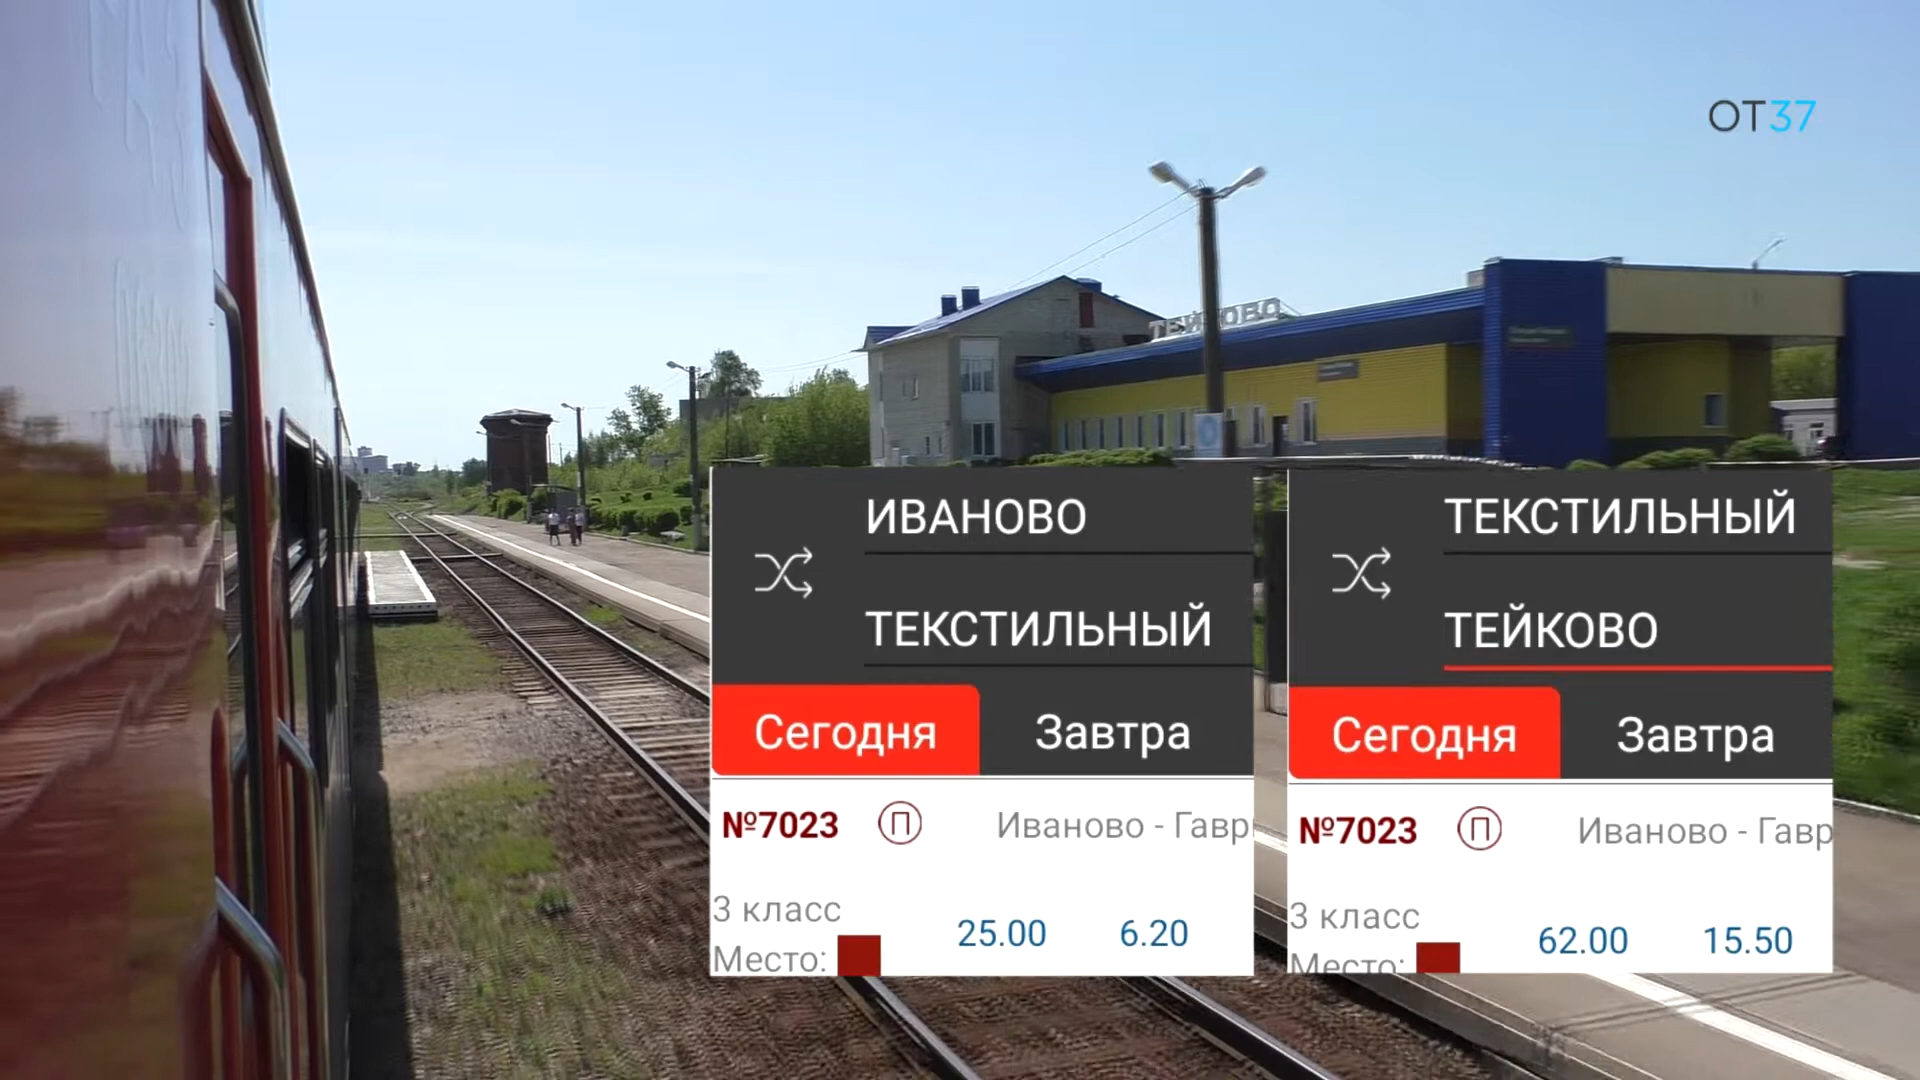 ОТ37
ТЕЙКОВО
ИВАНОВО
ТЕКСТИЛЬНЫЙ
Сегодня Завтра
№7023 П Иваново - Гавр
3 класс
25.00 6.20
Место:
ТЕКСТИЛЬНЫЙ
ТЕЙКОВО
Сегодня Завтра
№7023 П Иваново - Гавр
3 класс
62.00 15.50
Место: